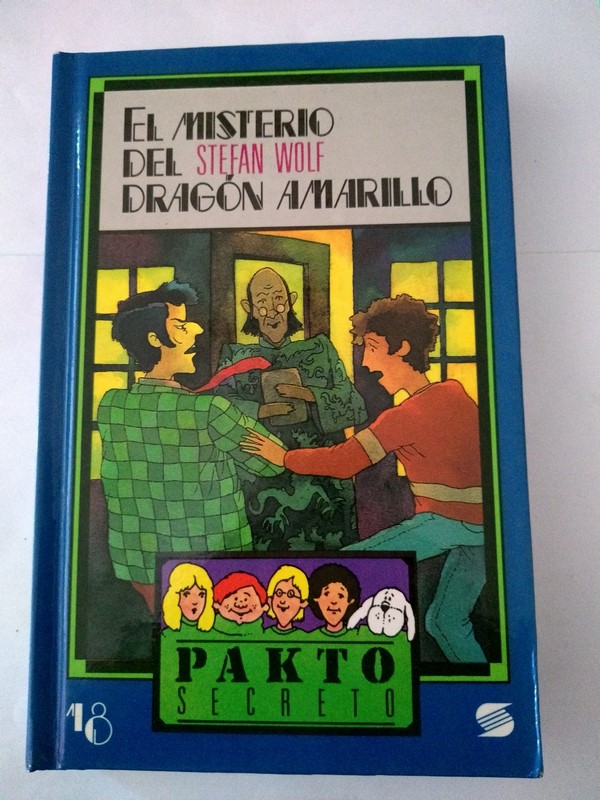 EL MISTERIO
DEL STEFAN WOLF
DRAGÓN AMARILLO
PAKTO
SECRETO
18